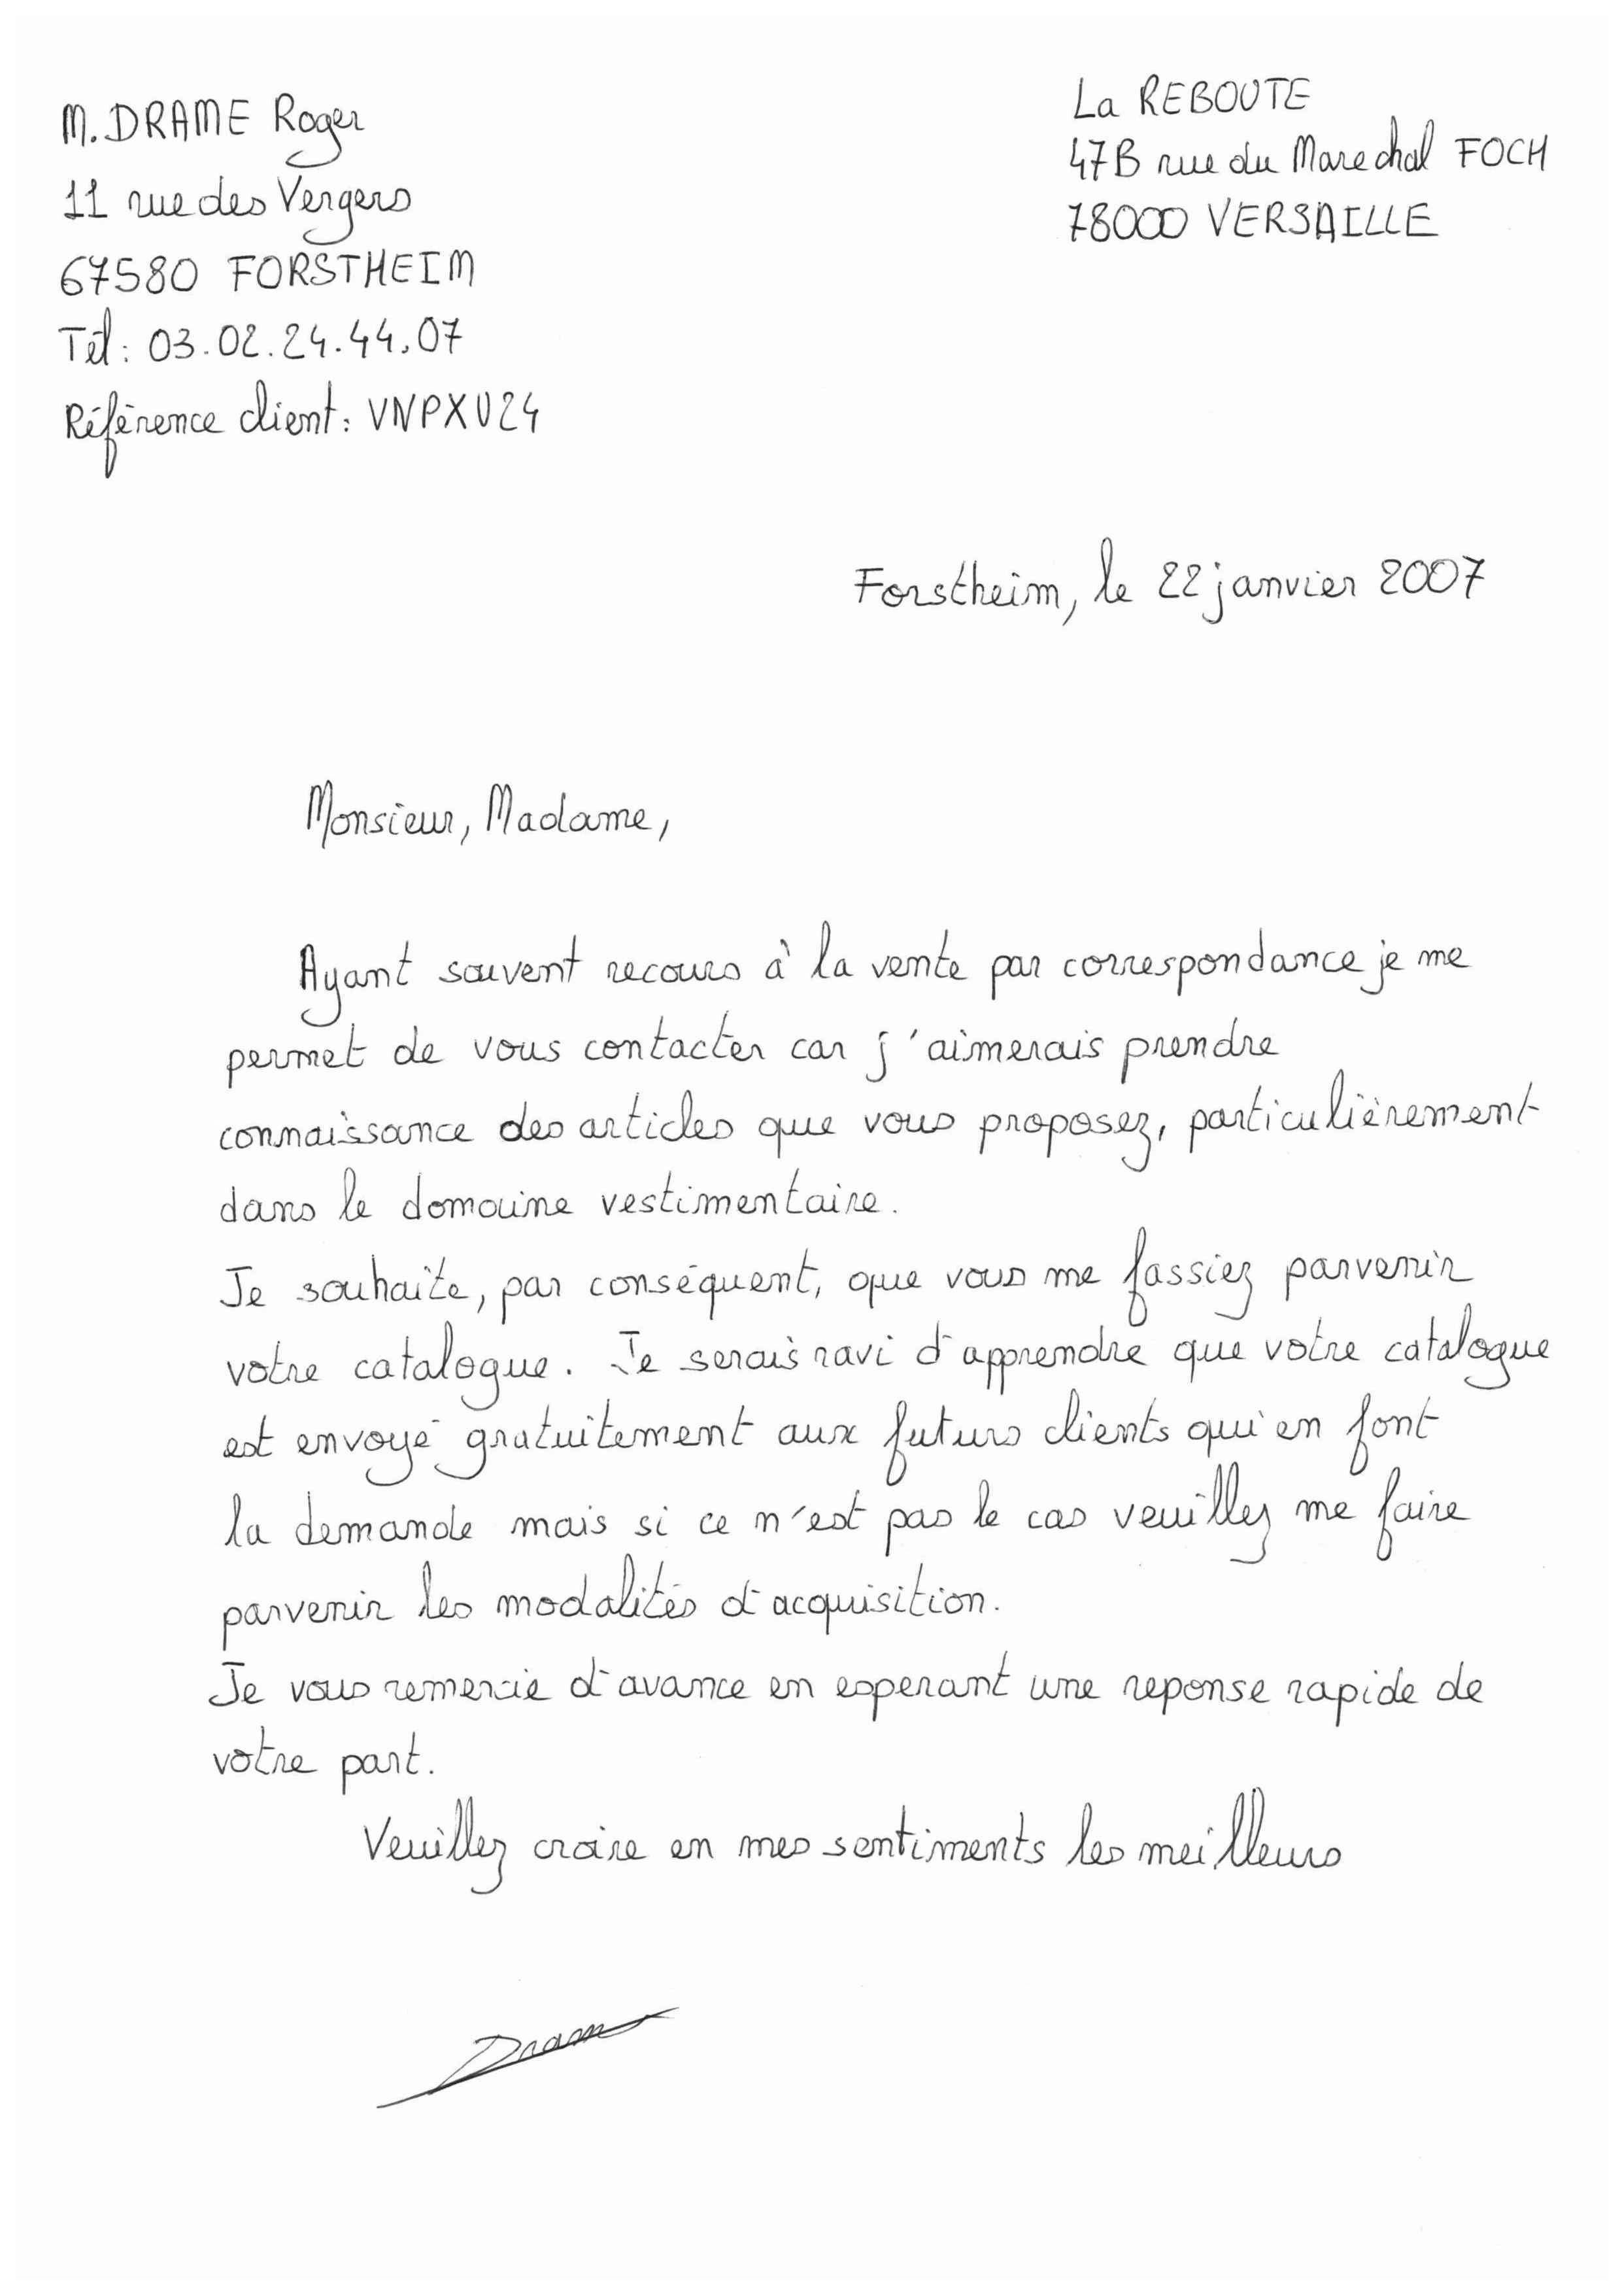 M. DRAME Roger
11 rue des Vergers
67580 FORSTHEIM
Tél : 03.02.24.44.07
Référence client : VNPXU24
La REBOUTE
47B rue du Marechal FOCH
78000 VERSAILLE
Forstheim, le 22 janvier 2007
Monsieur, Madame,
Ayant souvent recours à la vente par correspondance je me
permet de vous contacter car j'aimerais prendre
connaissance des articles que vous proposez, particulièrement
dans le domaine vestimentaire.
Je souhaite, par conséquent, que vous me fassiez parvenir
votre catalogue. Je serais ravi d'apprendre que votre catalogue
est envoyé gratuitement aux futurs clients qui en font
la demande mais si ce n'est pas le cas veuillez me faire
parvenir les modalités d'acquisition.
Je vous remercie d'avance en esperant une reponse rapide de
votre part.
Veuillez croire en mes sentiments les meilleurs
Drame